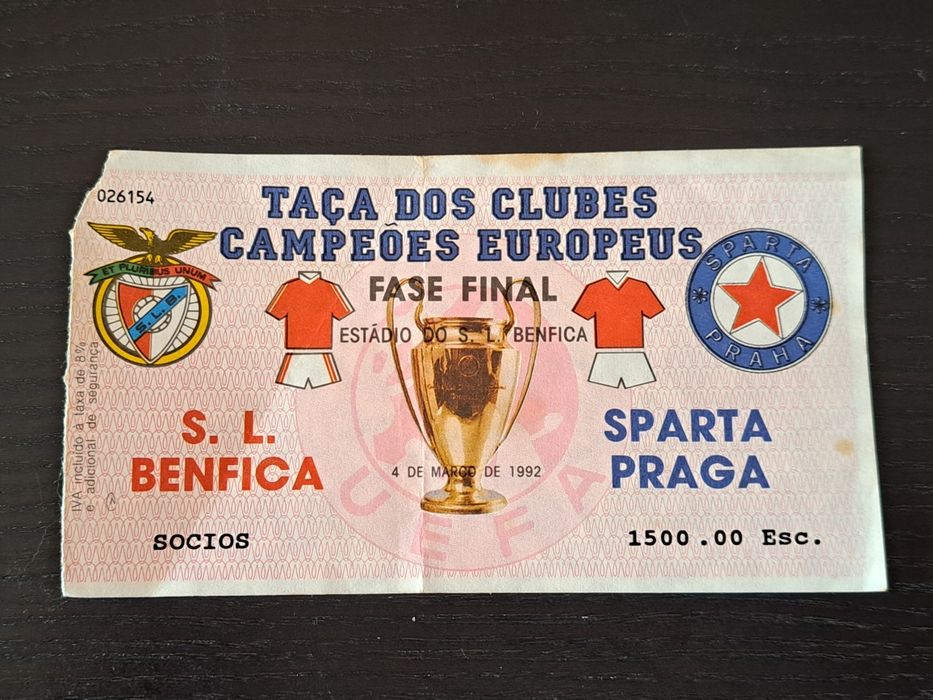 026154
TAÇA DOS CLUBES
CAMPEÕES EUROPEUS
FASE FINAL
ESTÁDIO DO S. L. BENFICA
ET PLURIBUS UNUM
S.L.B.
SPARTA
PRAHA
S. L.
BENFICA
SPARTA
PRAGA
4 DE MARÇO DE 1992
UEFA
SOCIOS
1500.00 Esc.
IVA incluído à taxa de 8%
e adicional de segurança